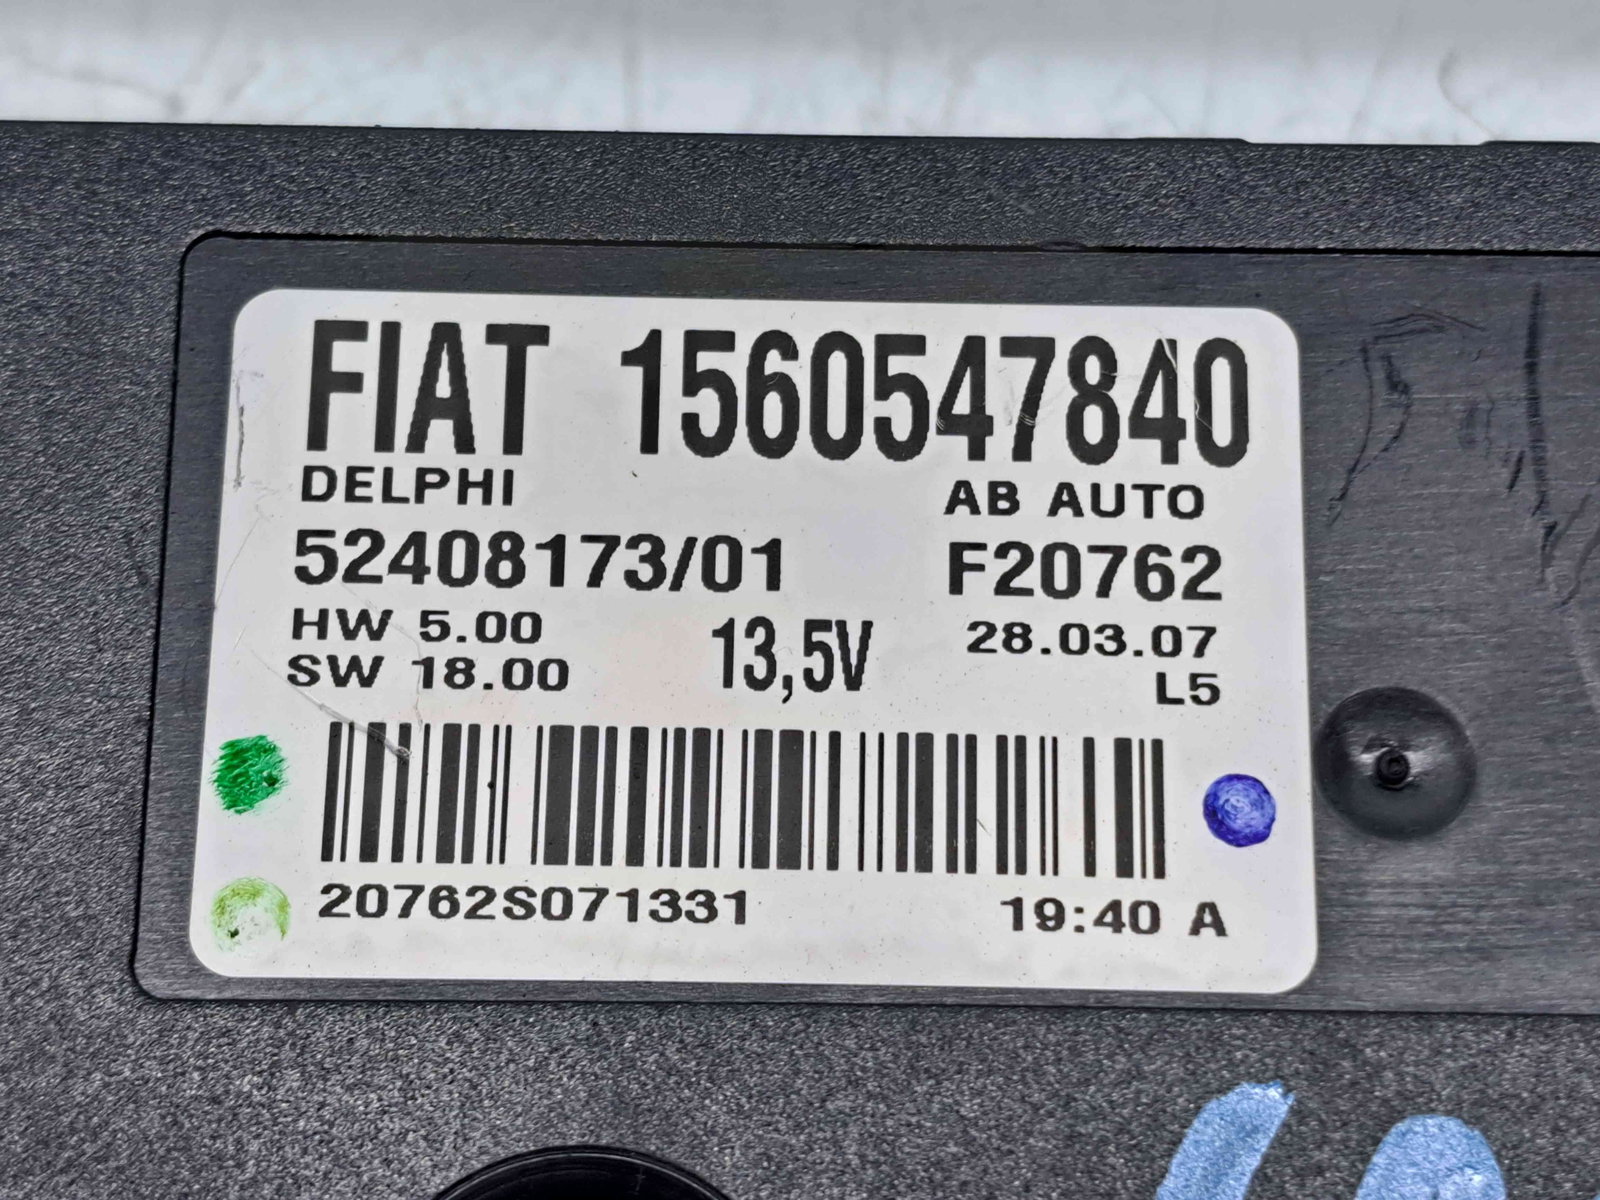 FIAT 1560547840
DELPHI AB AUTO
52408173/01 F20762
HW 5.00 13,5V 28.03.07
SW 18.00 L5
20762S071331 19:40 A